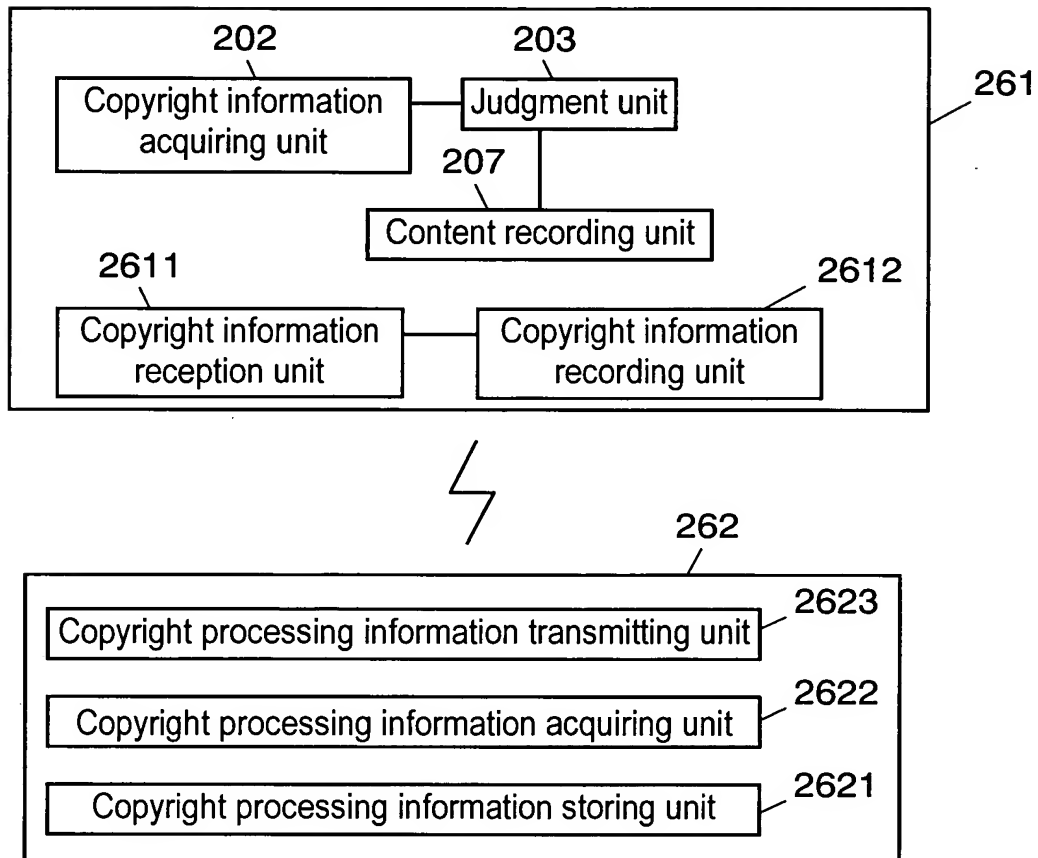 202
203
261
Copyright information
acquiring unit
Judgment unit
207
Content recording unit
2611
2612
Copyright information
reception unit
Copyright information
recording unit
262
2623
Copyright processing information transmitting unit
2622
Copyright processing information acquiring unit
2621
Copyright processing information storing unit